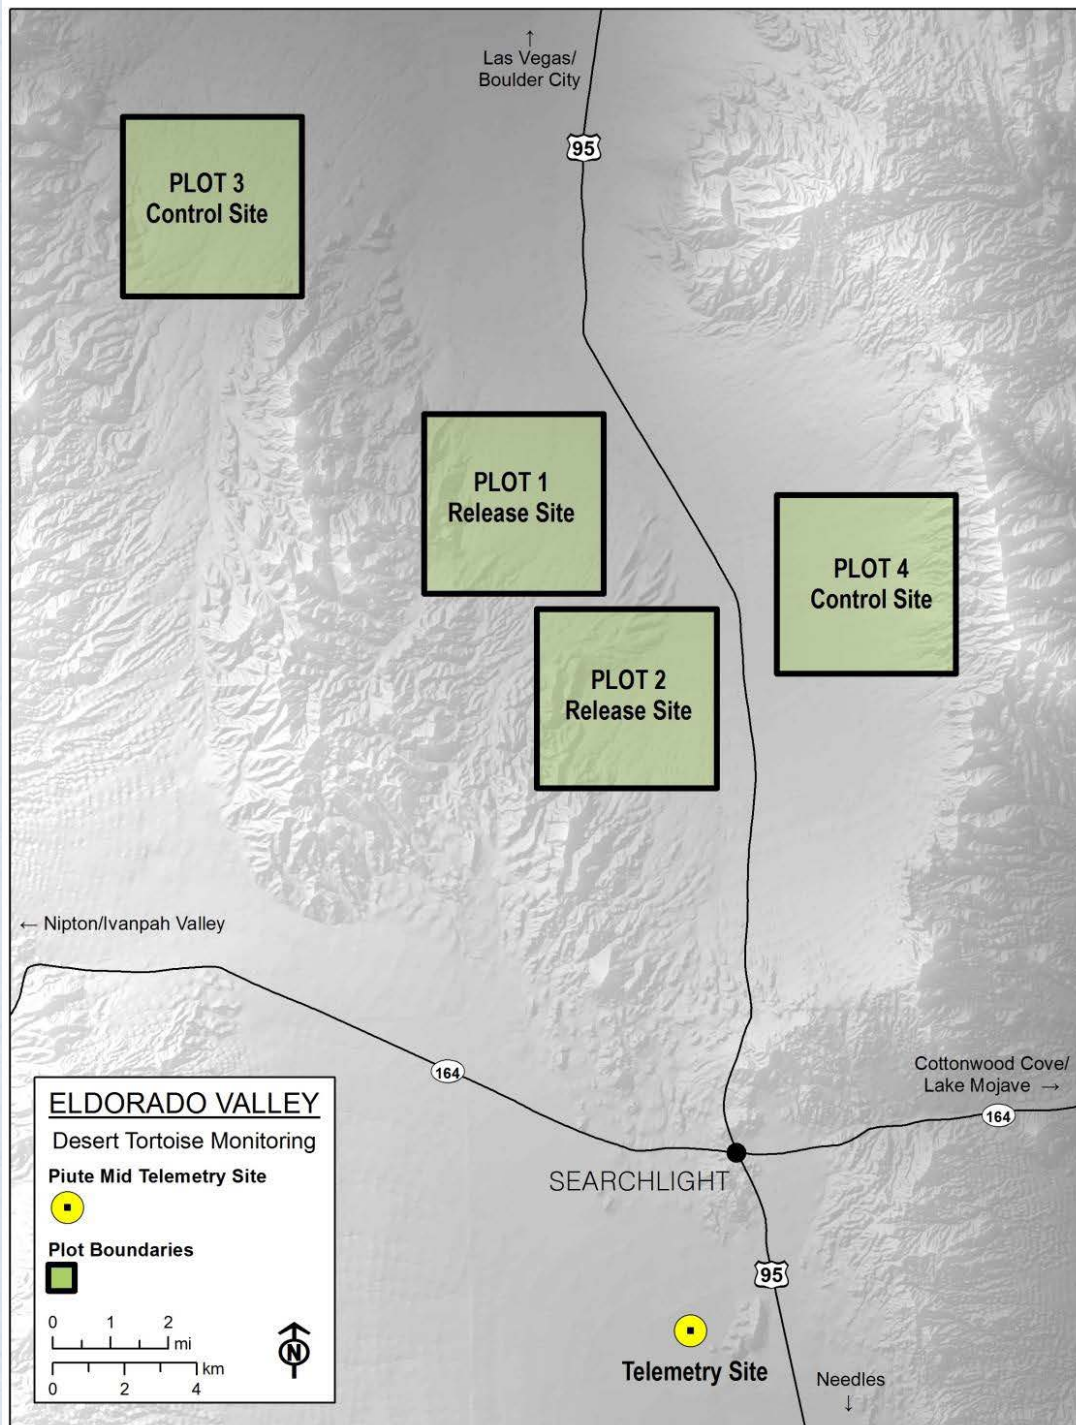 ↑
Las Vegas/
Boulder City
95
PLOT 3
Control Site
PLOT 1
Release Site
PLOT 4
Control Site
PLOT 2
Release Site
← Nipton/Ivanpah Valley
164
Cottonwood Cove/
Lake Mojave →
164
SEARCHLIGHT
95
Telemetry Site
Needles
↓
ELDORADO VALLEY
Desert Tortoise Monitoring
Piute Mid Telemetry Site
Plot Boundaries
0 1 2
mi
km
0 2 4
N